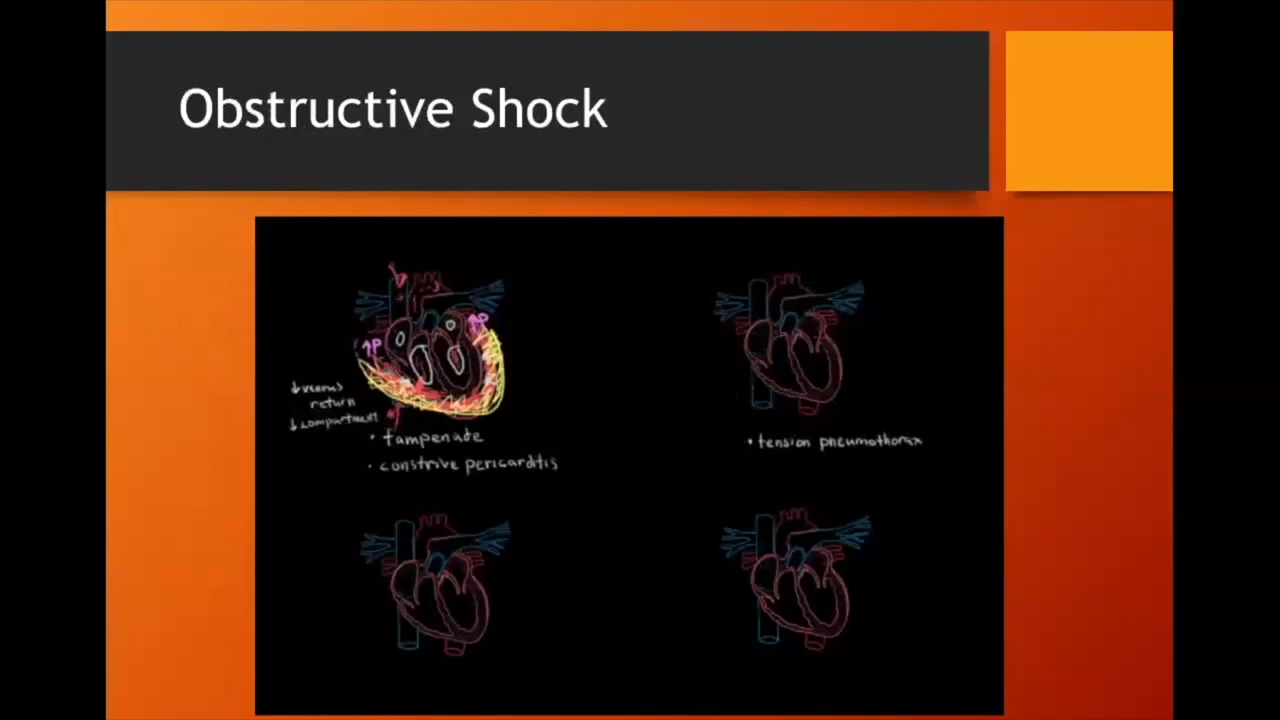 Obstructive Shock
↑P
↑P
↓ venous
return
↓ compartment
• tampenade
• constrive pericarditis
• tension pneumothorax